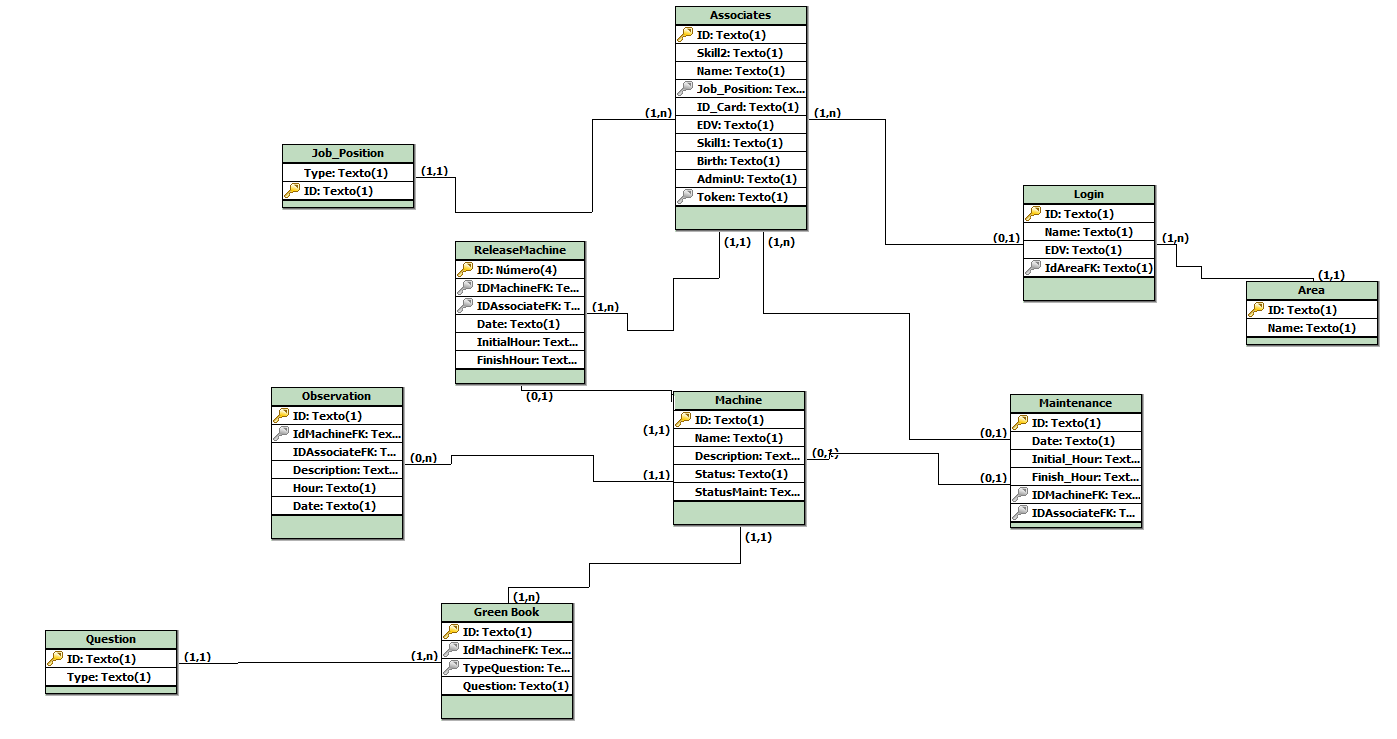 Associates
ID: Texto(1)
Skill2: Texto(1)
Name: Texto(1)
Job_Position: Tex...
ID_Card: Texto(1)
EDV: Texto(1)
Skill1: Texto(1)
Birth: Texto(1)
AdminU: Texto(1)
Token: Texto(1)
(1,n)
(1,n)
(1,1)
(1,n)
Job_Position
Type: Texto(1)
ID: Texto(1)
(1,1)
Login
ID: Texto(1)
Name: Texto(1)
EDV: Texto(1)
IdAreaFK: Texto(1)
(0,1)
(1,n)
(1,1)
Area
ID: Texto(1)
Name: Texto(1)
ReleaseMachine
ID: Número(4)
IDMachineFK: Te...
IDAssociateFK: T...
Date: Texto(1)
InitialHour: Text...
FinishHour: Text...
(1,n)
(0,1)
Observation
ID: Texto(1)
IdMachineFK: Tex...
IDAssociateFK: T...
Description: Text...
Hour: Texto(1)
Date: Texto(1)
(0,n)
Machine
ID: Texto(1)
Name: Texto(1)
Description: Text...
Status: Texto(1)
StatusMaint: Tex...
(1,1)
(1,1)
(0,1)
(1,1)
Maintenance
ID: Texto(1)
Date: Texto(1)
Initial_Hour: Text...
Finish_Hour: Text...
IDMachineFK: Tex...
IDAssociateFK: T...
(0,1)
(0,1)
(1,n)
Green Book
ID: Texto(1)
IdMachineFK: Tex...
TypeQuestion: Te...
Question: Texto(1)
(1,n)
Question
ID: Texto(1)
Type: Texto(1)
(1,1)